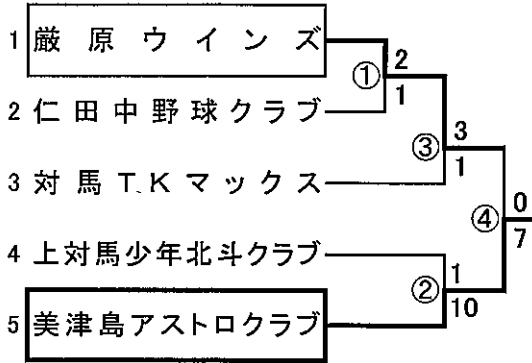 1 厳原ウインズ
2 仁田中野球クラブ
3 対馬T.Kマックス
4 上対馬少年北斗クラブ
5 美津島アストロクラブ
① 2
1
③ 3
1
② 1
10
④ 0
7